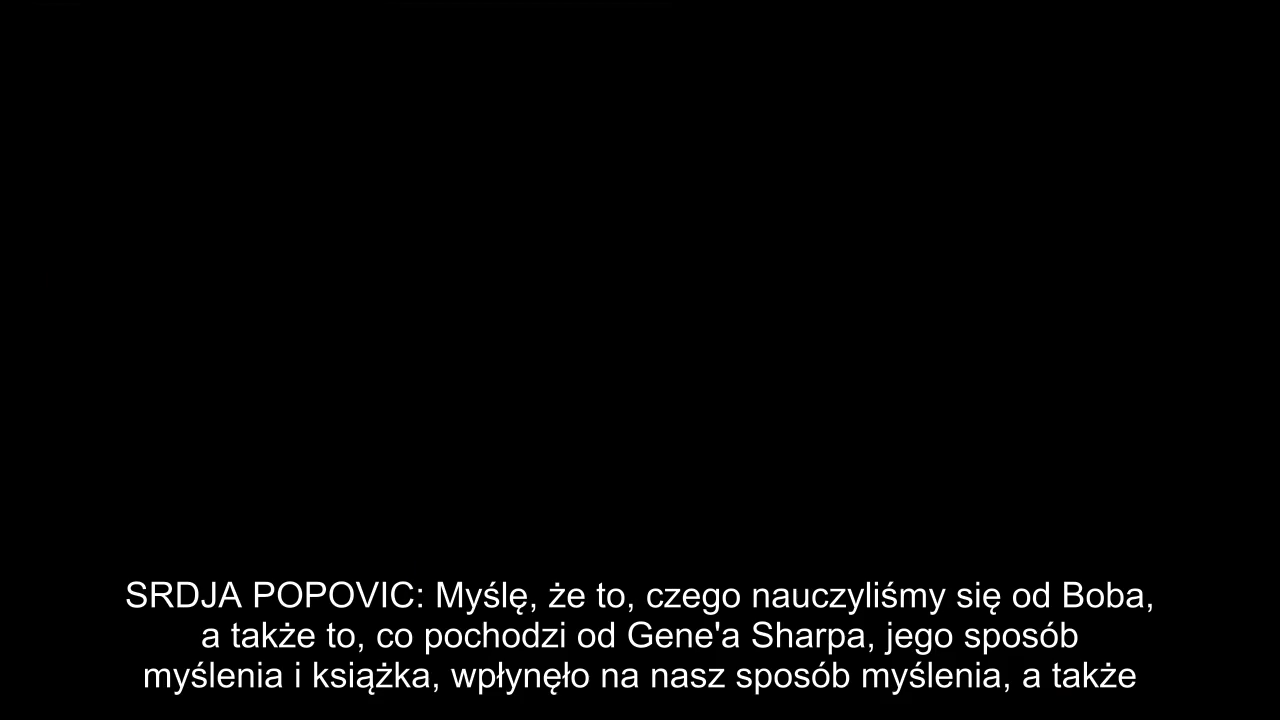 SRDJA POPOVIC: Myślę, że to, czego nauczyliśmy się od Boba,
a także to, co pochodzi od Gene'a Sharpa, jego sposób
myślenia i książka, wpłynęło na nasz sposób myślenia, a także